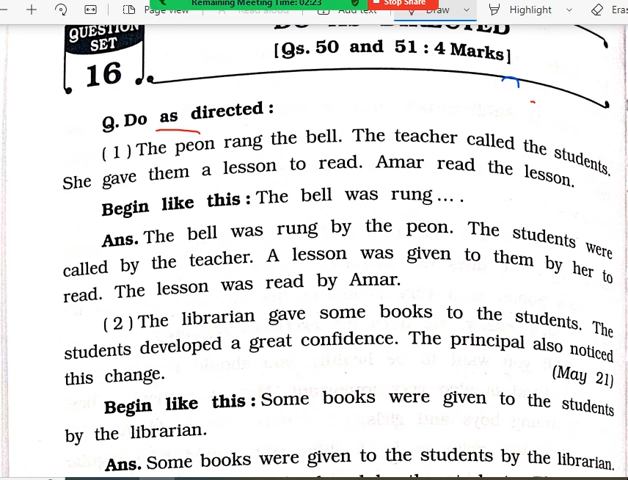 Remaining Meeting Time: 02:23
Stop Share
Page view
Add text
Draw
Highlight
QUESTION
SET
16
[Qs. 50 and 51 : 4 Marks]
Q. Do as directed :
(1) The peon rang the bell. The teacher called the students.
She gave them a lesson to read. Amar read the lesson.
Begin like this : The bell was rung ... .
Ans. The bell was rung by the peon. The students were
called by the teacher. A lesson was given to them by her to
read. The lesson was read by Amar.
(2) The librarian gave some books to the students. The
students developed a great confidence. The principal also noticed
this change.
(May 21)
Begin like this : Some books were given to the students
by the librarian.
Ans. Some books were given to the students by the librarian.